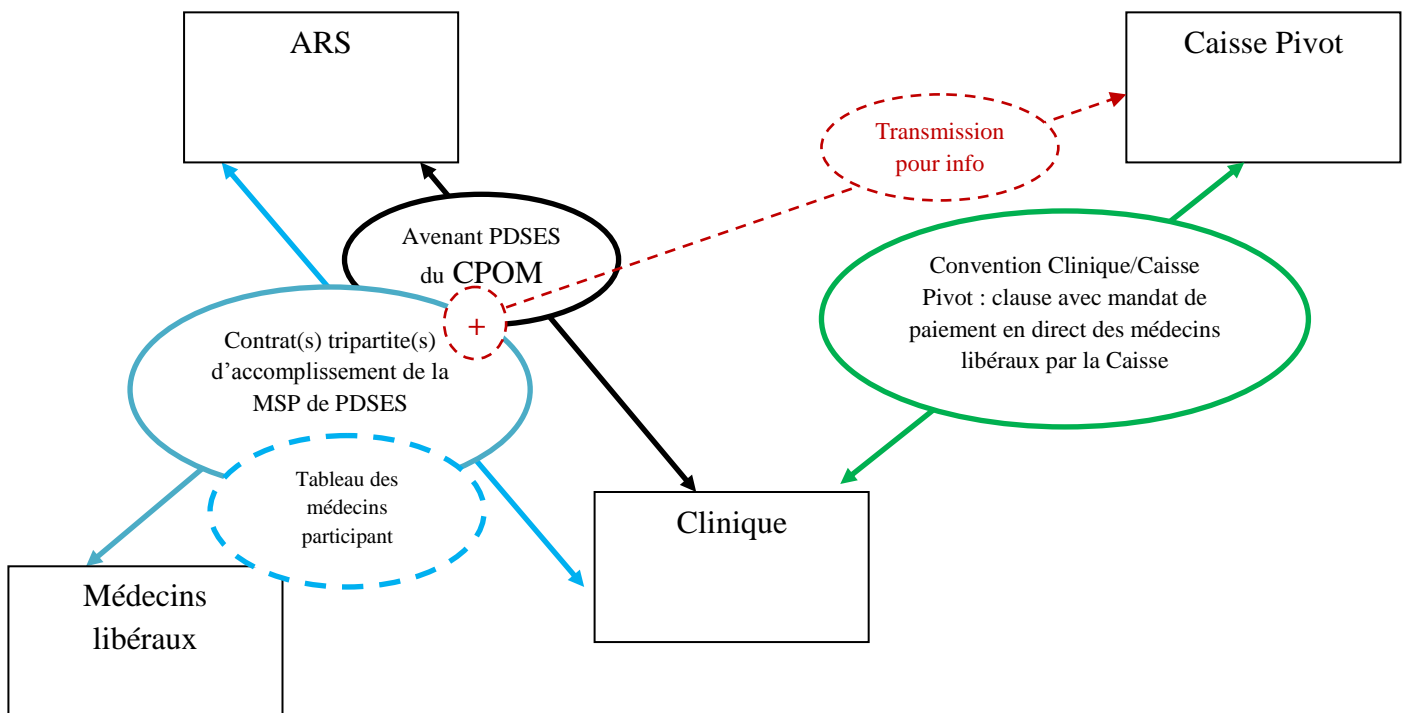 ARS
Caisse Pivot
Transmission
pour info
Avenant PDSES
du CPOM
Convention Clinique/Caisse
Pivot : clause avec mandat de
paiement en direct des médecins
libéraux par la Caisse
+
Contrat(s) tripartite(s)
d’accomplissement de la
MSP de PDSES
Tableau des
médecins
participant
Clinique
Médecins
libéraux